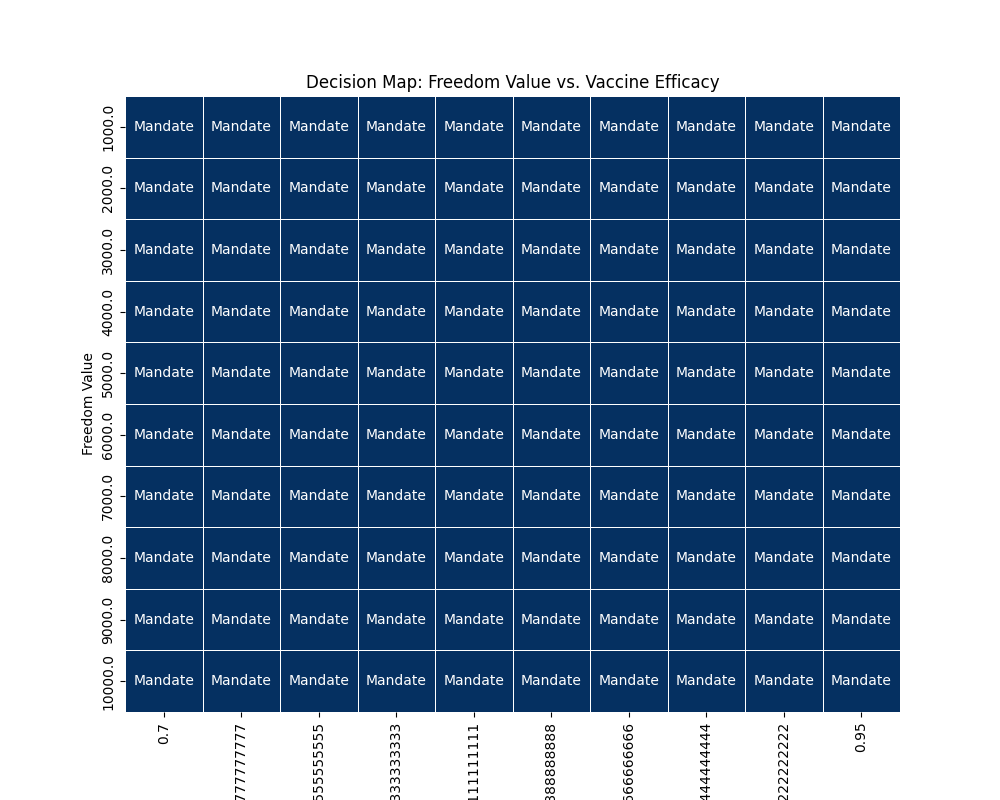 Decision Map: Freedom Value vs. Vaccine Efficacy
Freedom Value
1000.0 Mandate Mandate Mandate Mandate Mandate Mandate Mandate Mandate Mandate Mandate
2000.0 Mandate Mandate Mandate Mandate Mandate Mandate Mandate Mandate Mandate Mandate
3000.0 Mandate Mandate Mandate Mandate Mandate Mandate Mandate Mandate Mandate Mandate
4000.0 Mandate Mandate Mandate Mandate Mandate Mandate Mandate Mandate Mandate Mandate
5000.0 Mandate Mandate Mandate Mandate Mandate Mandate Mandate Mandate Mandate Mandate
6000.0 Mandate Mandate Mandate Mandate Mandate Mandate Mandate Mandate Mandate Mandate
7000.0 Mandate Mandate Mandate Mandate Mandate Mandate Mandate Mandate Mandate Mandate
8000.0 Mandate Mandate Mandate Mandate Mandate Mandate Mandate Mandate Mandate Mandate
9000.0 Mandate Mandate Mandate Mandate Mandate Mandate Mandate Mandate Mandate Mandate
10000.0 Mandate Mandate Mandate Mandate Mandate Mandate Mandate Mandate Mandate Mandate
0.7 0.95